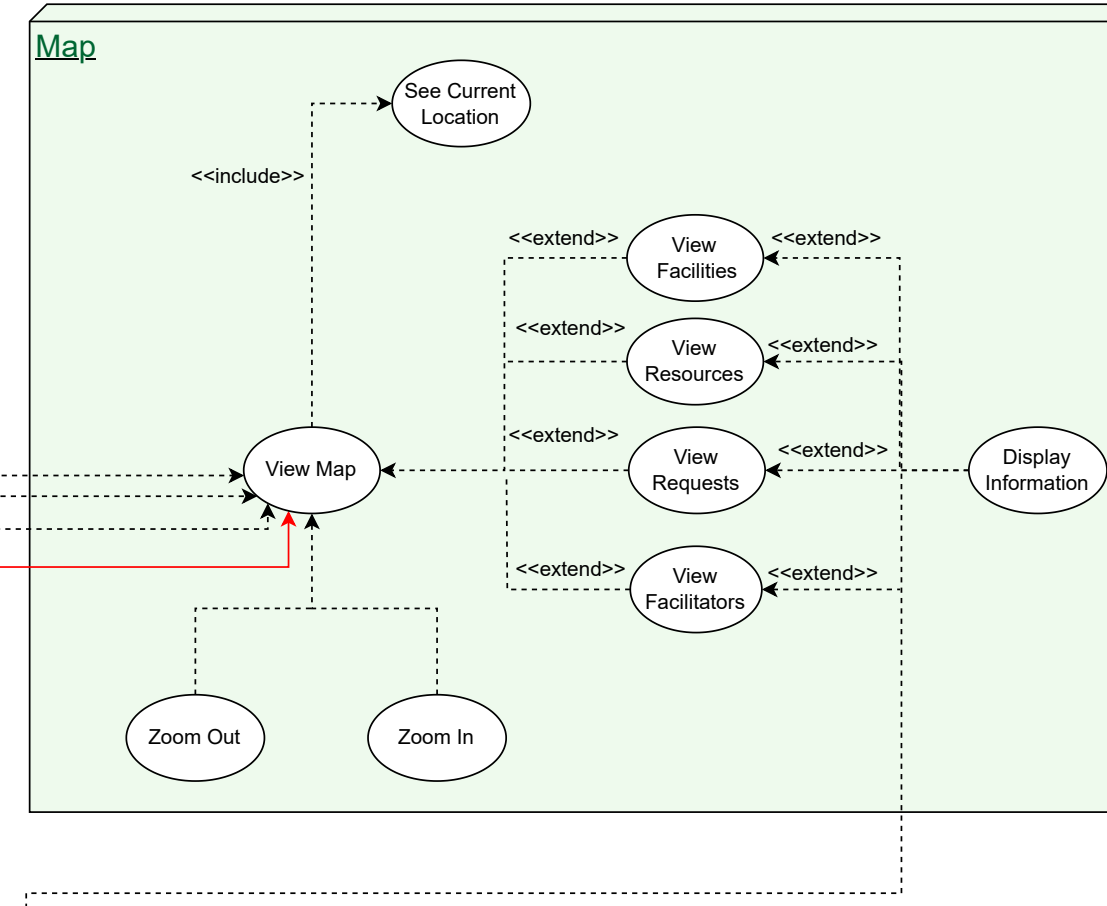 Map
See Current
Location
<<include>>
<<extend>>
View
Facilities
<<extend>>
<<extend>>
View
Resources
<<extend>>
<<extend>>
View
Requests
<<extend>>
View Map
Display
Information
<<extend>>
View
Facilitators
<<extend>>
Zoom Out
Zoom In